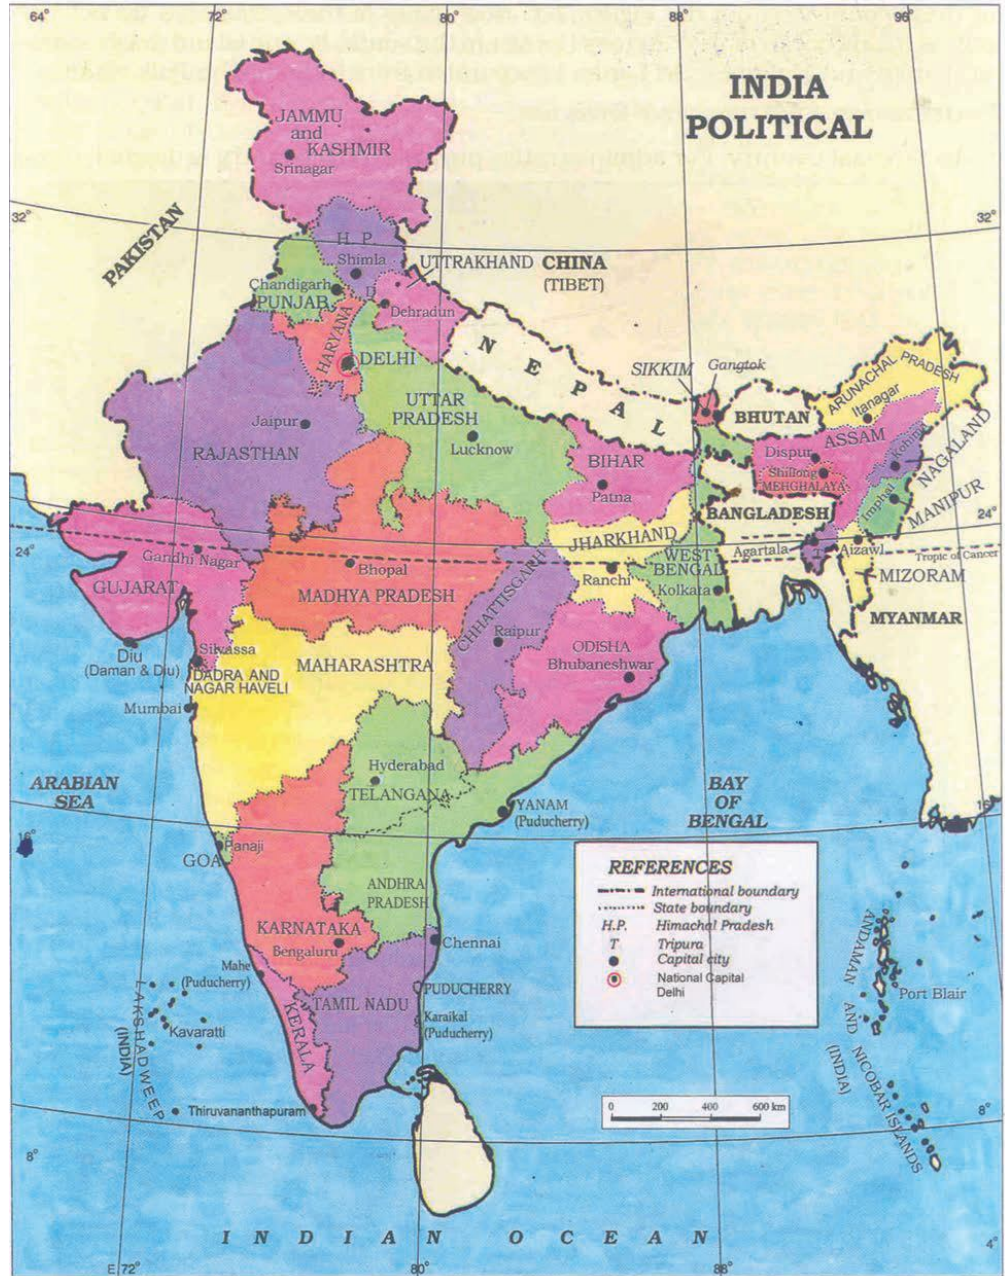 64°
72°
80°
88°
96°
INDIA
POLITICAL
JAMMU
and
KASHMIR
Srinagar
32°
32°
PAKISTAN
H. P.
Shimla
UTTRAKHAND
CHINA
(TIBET)
Chandigarh
PUNJAB
Dehradun
HARYANA
DELHI
NEPAL
SIKKIM
Gangtok
ARUNACHAL PRADESH
Itanagar
BHUTAN
UTTAR
PRADESH
Jaipur
RAJASTHAN
Lucknow
BIHAR
Patna
ASSAM
Dispur
Kohima
NAGALAND
Shillong
MEHGHALAYA
Imphal
MANIPUR
BANGLADESH
24°
24°
JHARKHAND
Gandhi Nagar
Bhopal
WEST
BENGAL
Agartala
T
Aizawl
Tropic of Cancer
GUJARAT
MADHYA PRADESH
CHHATTISGARH
Ranchi
Kolkata
MIZORAM
MYANMAR
Diu
(Daman & Diu)
Silvassa
DADRA AND
NAGAR HAVELI
MAHARASHTRA
Raipur
ODISHA
Bhubaneshwar
Mumbai
ARABIAN
SEA
Hyderabad
TELANGANA
YANAM
(Puducherry)
BAY
OF
BENGAL
16°
16°
Panaji
GOA
ANDHRA
PRADESH
KARNATAKA
Bengaluru
Chennai
Mahe
(Puducherry)
TAMIL NADU
PUDUCHERRY
Karaikal
(Puducherry)
KERALA
LAKSHADWEEP
(INDIA)
Kavaratti
Thiruvananthapuram
REFERENCES
International boundary
State boundary
H.P. Himachal Pradesh
T Tripura
Capital city
National Capital
Delhi
ANDAMAN AND NICOBAR ISLANDS
(INDIA)
Port Blair
0 200 400 600 km
8°
8°
INDIAN OCEAN
4°
E.72°
80°
88°